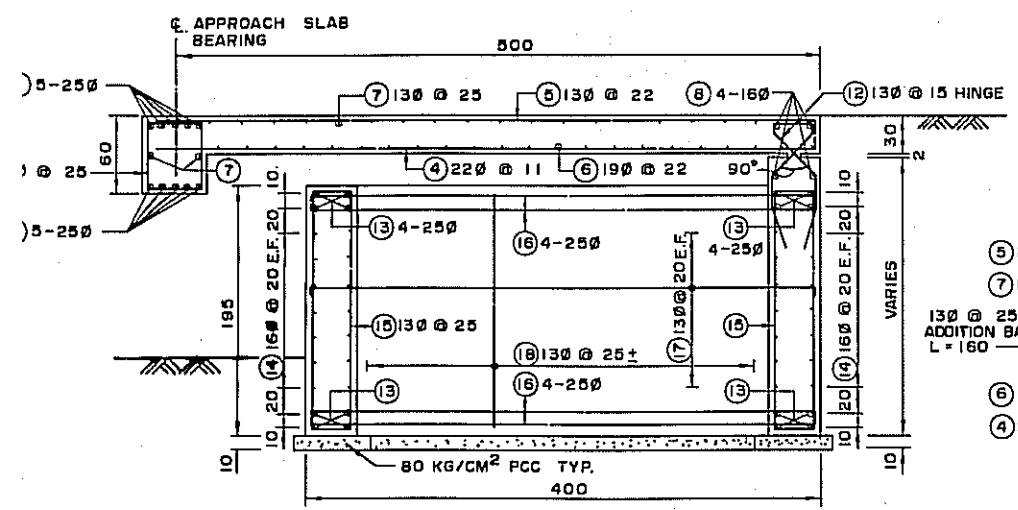 ℄ APPROACH SLAB
BEARING
500
5-25Ø
⑦ 13Ø @ 25
⑤ 13Ø @ 22
⑧ 4-16Ø
⑫ 13Ø @ 15 HINGE
60
30
2
@ 25
⑦
④ 22Ø @ 11
⑥ 19Ø @ 22
90°
5-25Ø
10
10
⑬ 4-25Ø
⑬
20
⑯ 4-25Ø
4-25Ø
20
195
⑭ 16Ø @ 20 E.F.
⑮ 13Ø @ 25
⑰ 13Ø @ 20 E.F.
⑮
⑭ 16Ø @ 20 E.F.
VARIES
⑤
⑦
13Ø @ 25
ADDITION BA
L = 160
⑱ 13Ø @ 25±
20
⑬
⑯ 4-25Ø
⑬
20
⑥
④
10
10
10
10
80 KG/CM² PCC TYP.
400